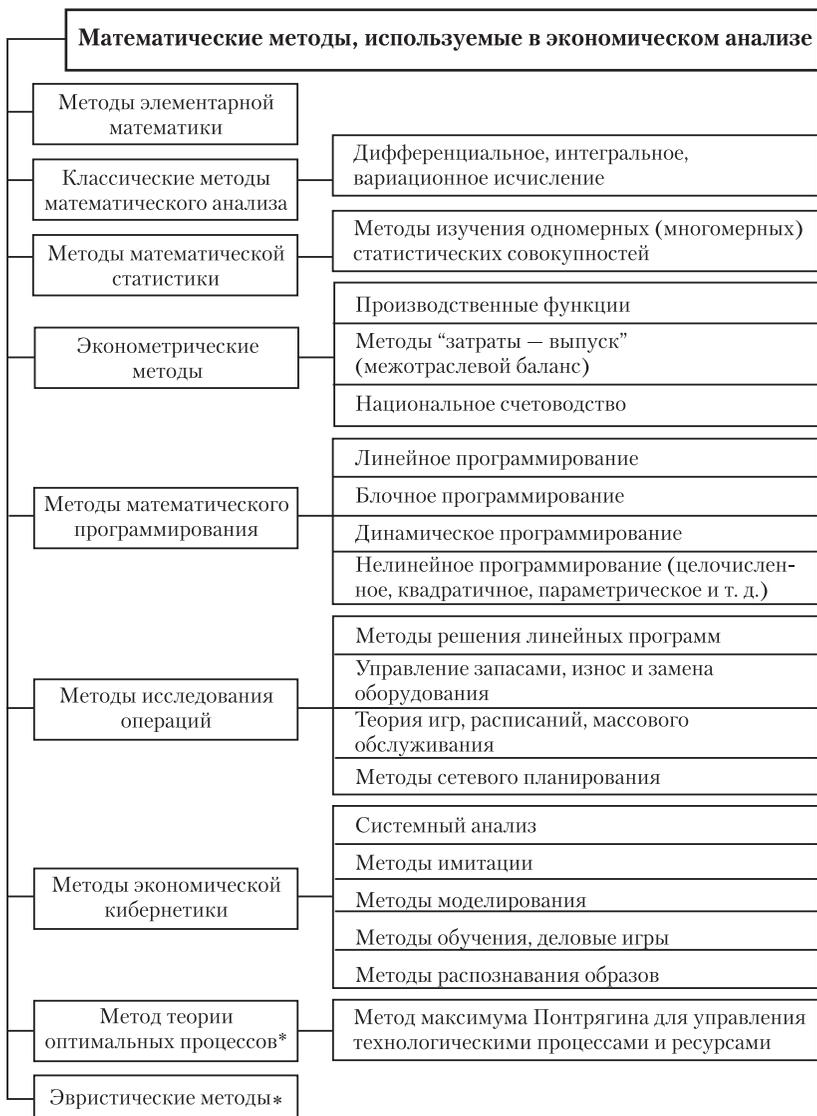 Математические методы, используемые в экономическом анализе
Методы элементарной
математики
Классические методы
математического анализа
Дифференциальное, интегральное,
вариационное исчисление
Методы математической
статистики
Методы изучения одномерных (многомерных)
статистических совокупностей
Эконометрические
методы
Производственные функции
Методы “затраты — выпуск”
(межотраслевой баланс)
Национальное счетоводство
Методы математического
программирования
Линейное программирование
Блочное программирование
Динамическое программирование
Нелинейное программирование (целочислен-
ное, квадратичное, параметрическое и т. д.)
Методы исследования
операций
Методы решения линейных программ
Управление запасами, износ и замена
оборудования
Теория игр, расписаний, массового
обслуживания
Методы сетевого планирования
Методы экономической
кибернетики
Системный анализ
Методы имитации
Методы моделирования
Методы обучения, деловые игры
Методы распознавания образов
Метод теории
оптимальных процессов*
Метод максимума Понтрягина для управления
технологическими процессами и ресурсами
Эвристические методы*